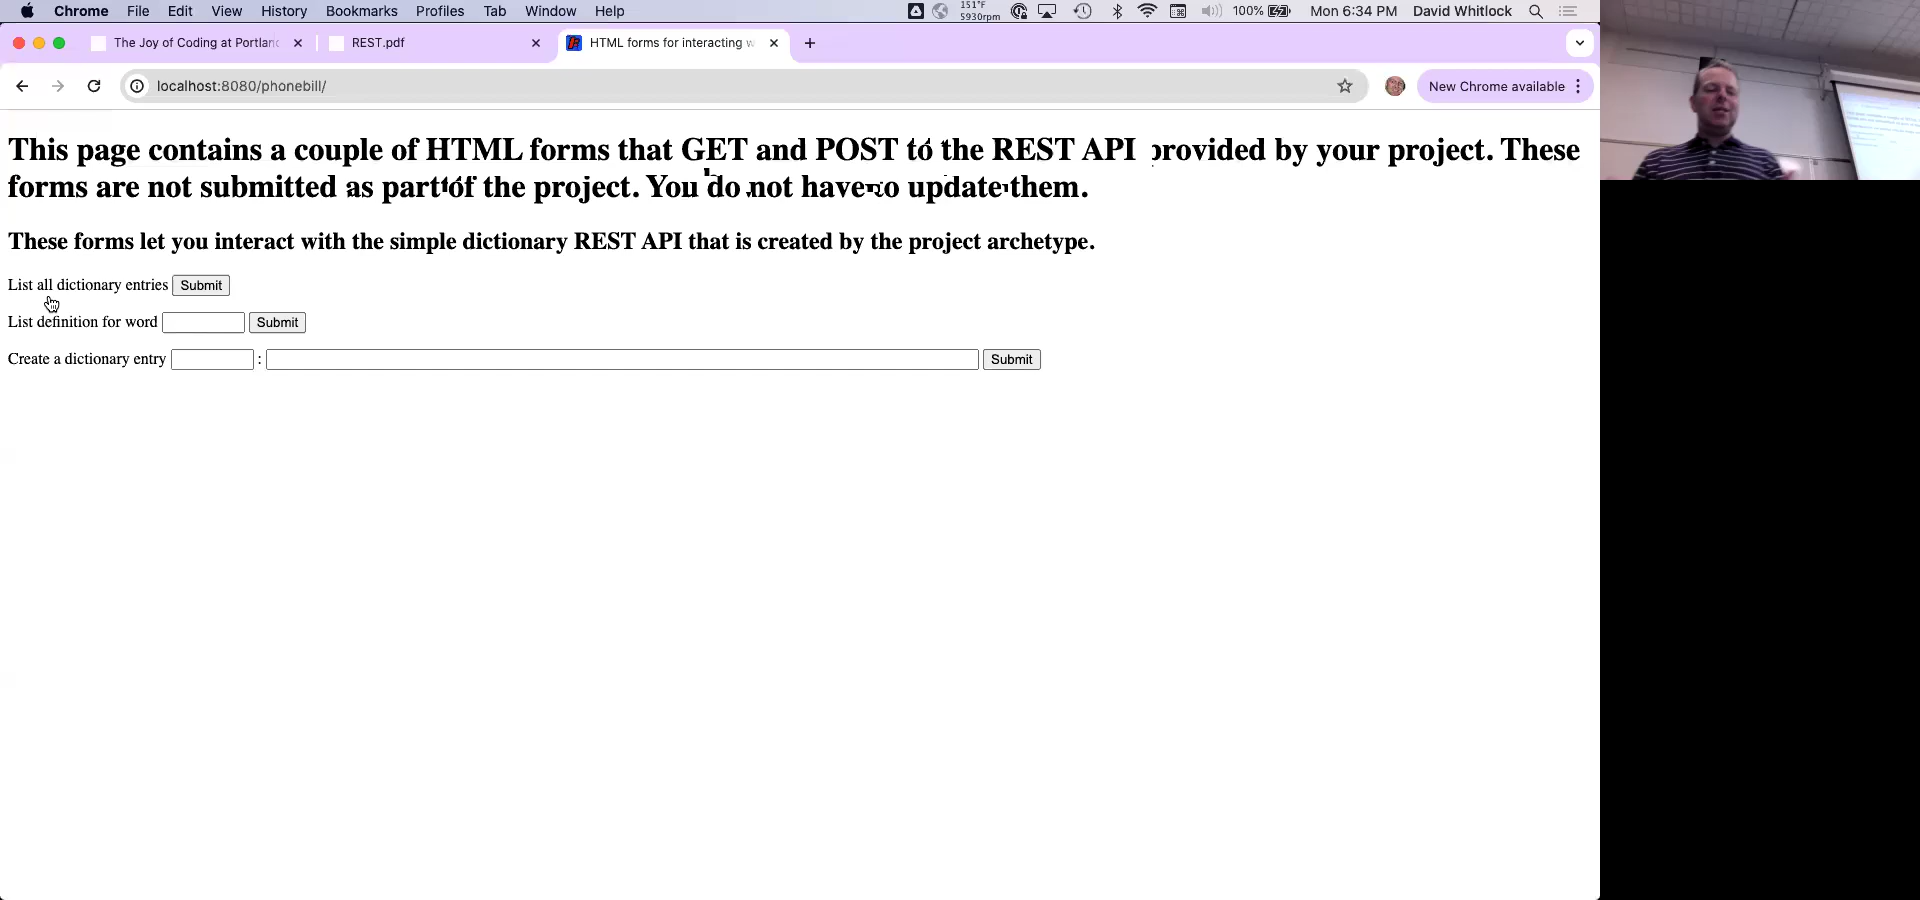 Chrome File Edit View History Bookmarks Profiles Tab Window Help 151°F 5930rpm 100% Mon 6:34 PM David Whitlock
The Joy of Coding at Portland REST.pdf HTML forms for interacting w
localhost:8080/phonebill/ New Chrome available
This page contains a couple of HTML forms that GET and POST to the REST API provided by your project. These
forms are not submitted as part of the project. You do not have to update them.
These forms let you interact with the simple dictionary REST API that is created by the project archetype.
List all dictionary entries Submit
List definition for word Submit
Create a dictionary entry : Submit